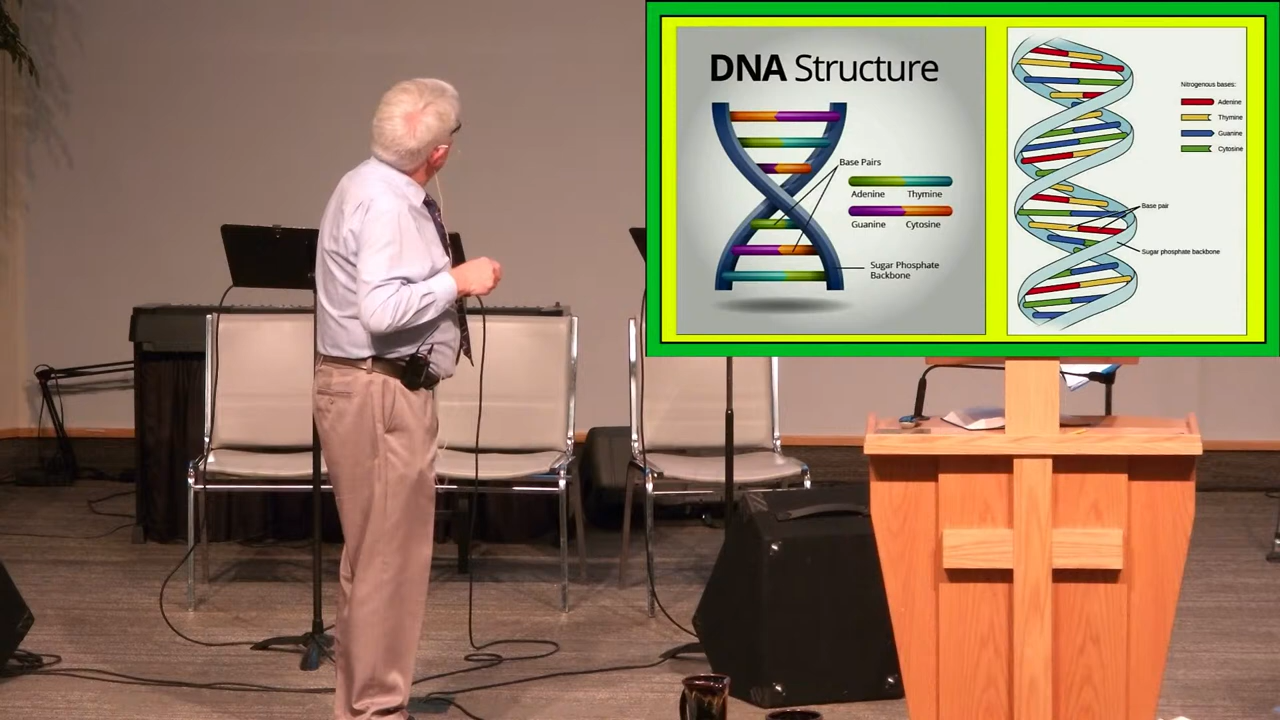 DNA Structure
Base Pairs
Adenine Thymine
Guanine Cytosine
Sugar Phosphate
Backbone
Nitrogenous bases:
Adenine
Thymine
Guanine
Cytosine
Base pair
Sugar phosphate backbone